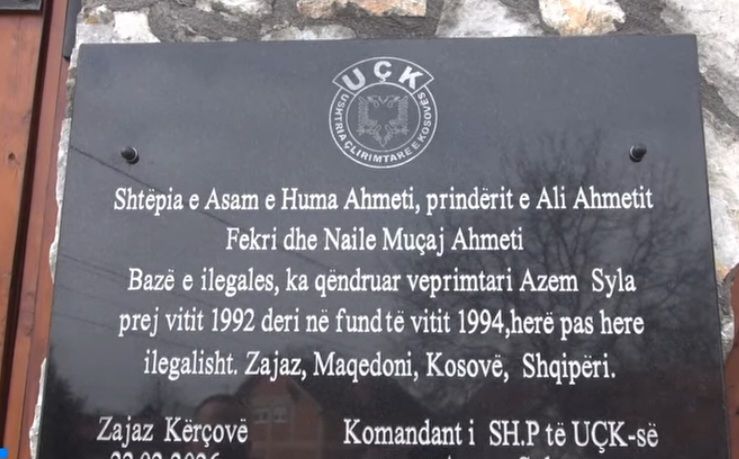 UÇK
USHTRIA ÇLIRIMTARE E KOSOVËS
Shtëpia e Asam e Huma Ahmeti, prindërit e Ali Ahmetit
Fekri dhe Naile Muçaj Ahmeti
Bazë e ilegales, ka qëndruar veprimtari Azem Syla
prej vitit 1992 deri në fund të vitit 1994,herë pas here
ilegalisht. Zajaz, Maqedoni, Kosovë, Shqipëri.
Zajaz Kërçovë
Komandant i SH.P të UÇK-së